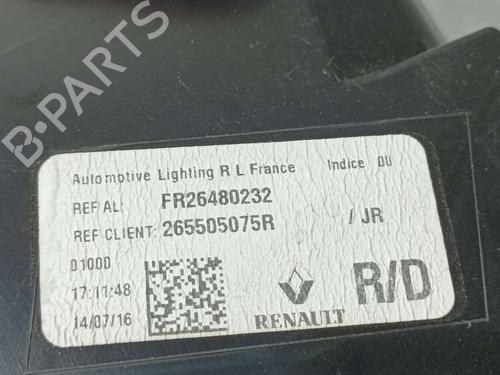 B-PARTS
Automotive Lighting R L France Indice DU
REF AL: FR26480232
REF CLIENT: 265505075R / JR
01000
17:11:48
14/07/16
RENAULT
R/D